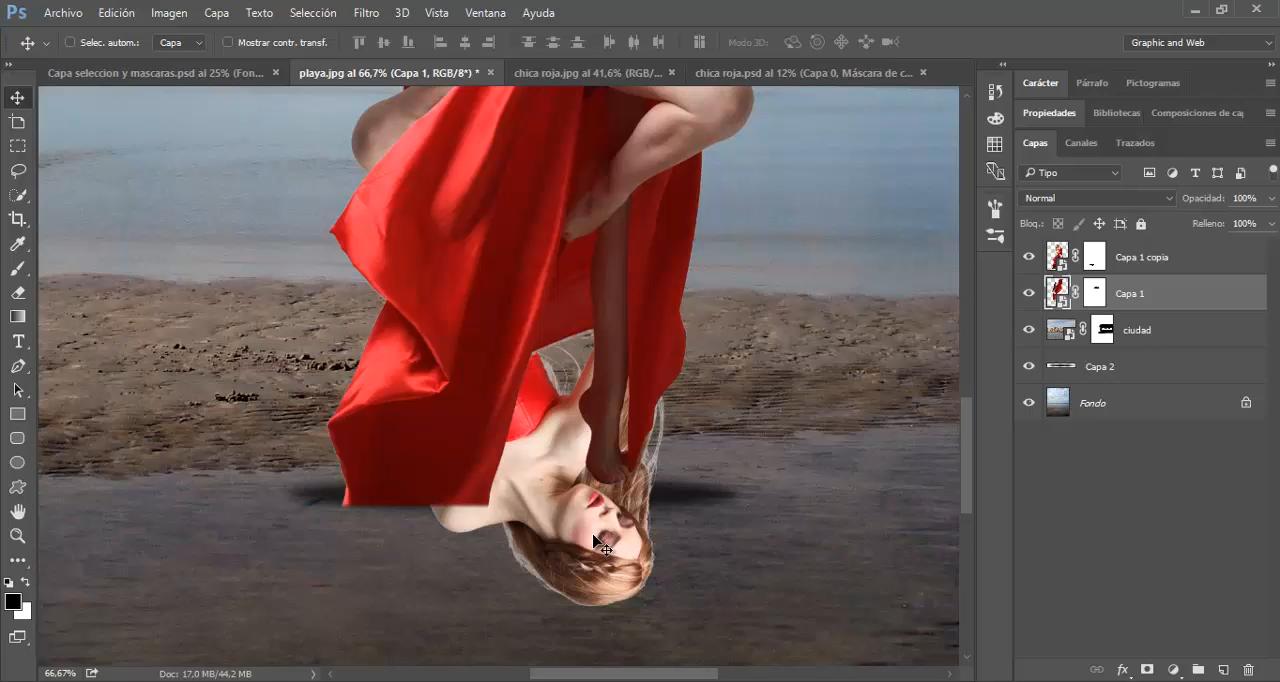 Ps Archivo Edición Imagen Capa Texto Selección Filtro 3D Vista Ventana Ayuda
Selec. autom.: Capa Mostrar contr. transf. Modo 3D: Graphic and Web
Capa seleccion y mascaras.psd al 25% (Fon... × playa.jpg al 66,7% (Capa 1, RGB/8*) * × chica roja.jpg al 41,6% (RGB/... × chica roja.psd al 12% (Capa 0, Máscara de c... ×
Carácter Párrafo Pictogramas
Propiedades Bibliotecas Composiciones de ca
Capas Canales Trazados
Tipo
Normal Opacidad: 100%
Bloq.: Relleno: 100%
Capa 1 copia
Capa 1
ciudad
Capa 2
Fondo
66,67% Doc: 17,0 MB/44,2 MB